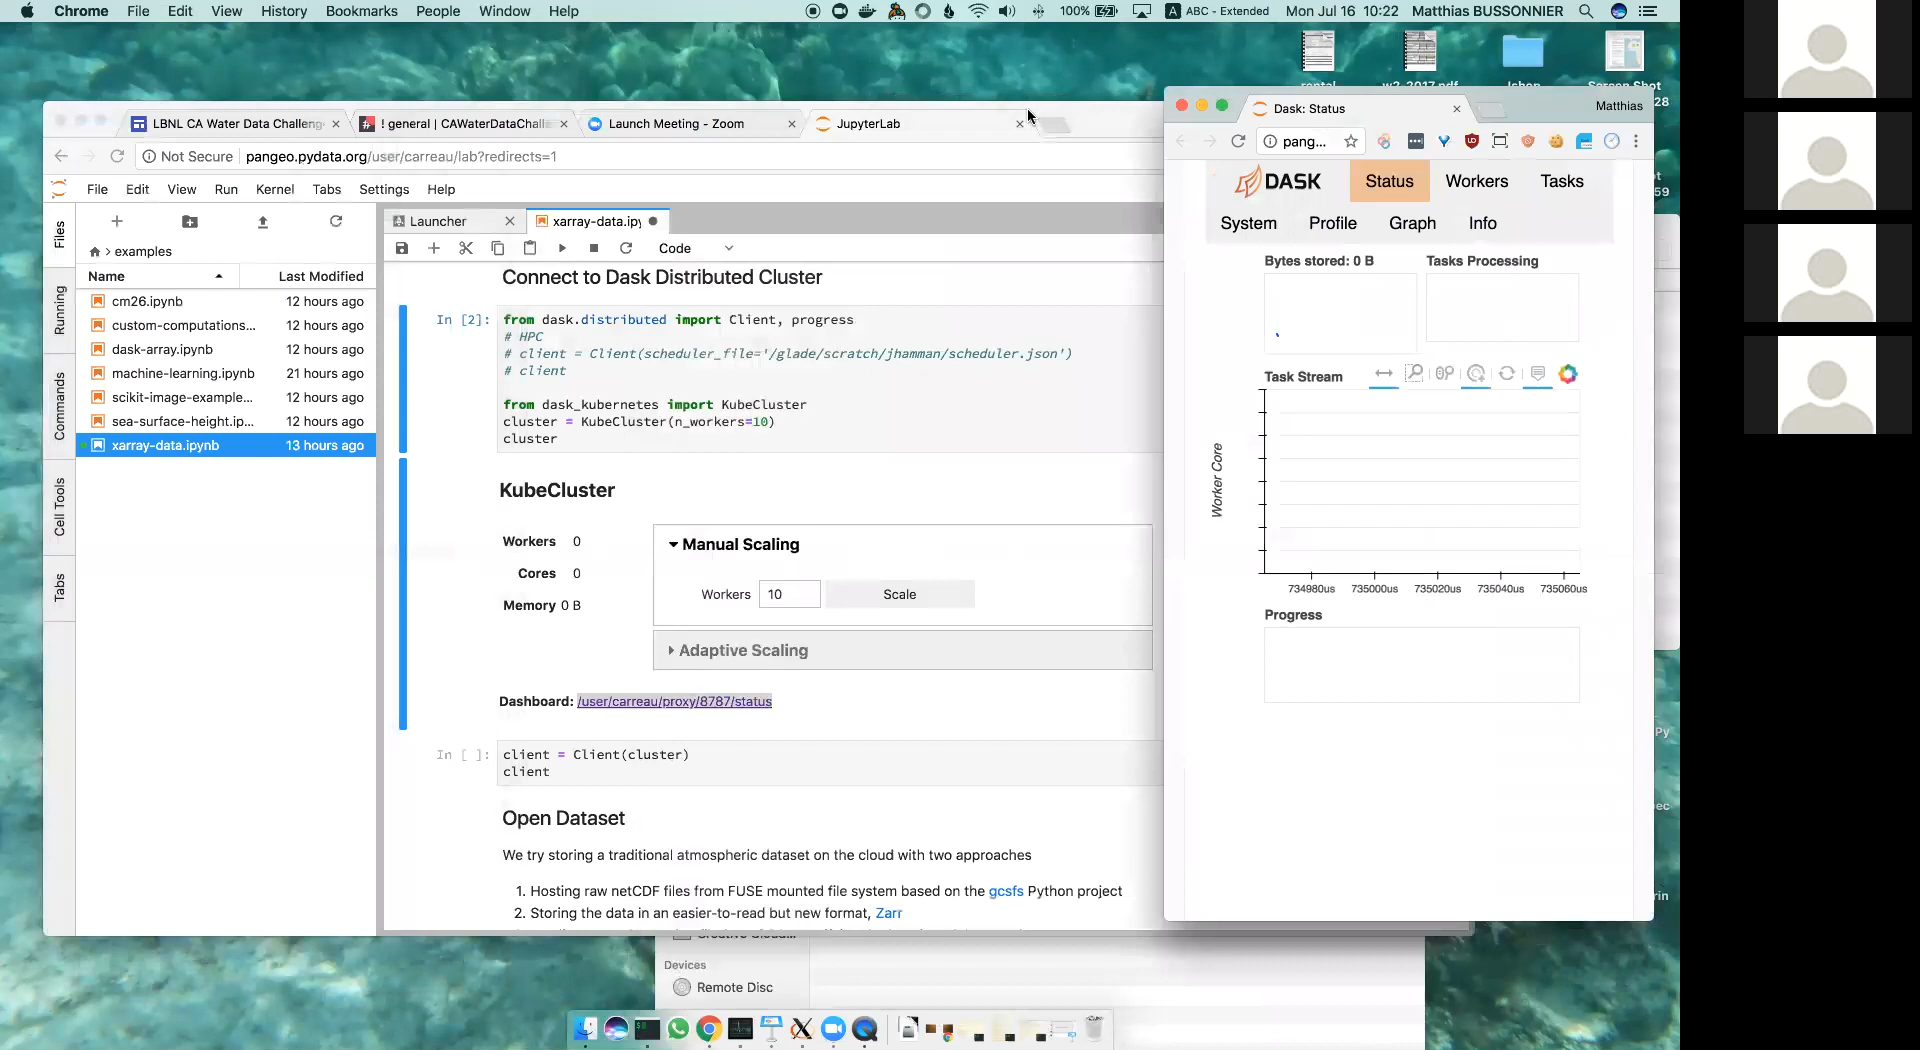 Chrome File Edit View History Bookmarks People Window Help
100% ABC - Extended Mon Jul 16 10:22 Matthias BUSSONNIER
LBNL CA Water Data Challeng
! general | CAWaterDataChalle
Launch Meeting - Zoom
JupyterLab
Not Secure pangeo.pydata.org/user/carreau/lab?redirects=1
File Edit View Run Kernel Tabs Settings Help
Files
Running
Commands
Cell Tools
Tabs
examples
Name Last Modified
cm26.ipynb 12 hours ago
custom-computations... 12 hours ago
dask-array.ipynb 12 hours ago
machine-learning.ipynb 21 hours ago
scikit-image-example... 12 hours ago
sea-surface-height.ip... 12 hours ago
xarray-data.ipynb 13 hours ago
Launcher
xarray-data.ipy
Code
Connect to Dask Distributed Cluster
In [2]:
from dask.distributed import Client, progress
# HPC
# client = Client(scheduler_file='/glade/scratch/jhamman/scheduler.json')
# client
from dask_kubernetes import KubeCluster
cluster = KubeCluster(n_workers=10)
cluster
KubeCluster
Workers 0
Cores 0
Memory 0 B
Manual Scaling
Workers 10 Scale
Adaptive Scaling
Dashboard: /user/carreau/proxy/8787/status
In [ ]:
client = Client(cluster)
client
Open Dataset
We try storing a traditional atmospheric dataset on the cloud with two approaches
1. Hosting raw netCDF files from FUSE mounted file system based on the gcsfs Python project
2. Storing the data in an easier-to-read but new format, Zarr
Devices
Remote Disc
Dask: Status
Matthias
pang...
DASK
Status Workers Tasks
System Profile Graph Info
Bytes stored: 0 B
Tasks Processing
Task Stream
Worker Core
734980us 735000us 735020us 735040us 735060us
Progress